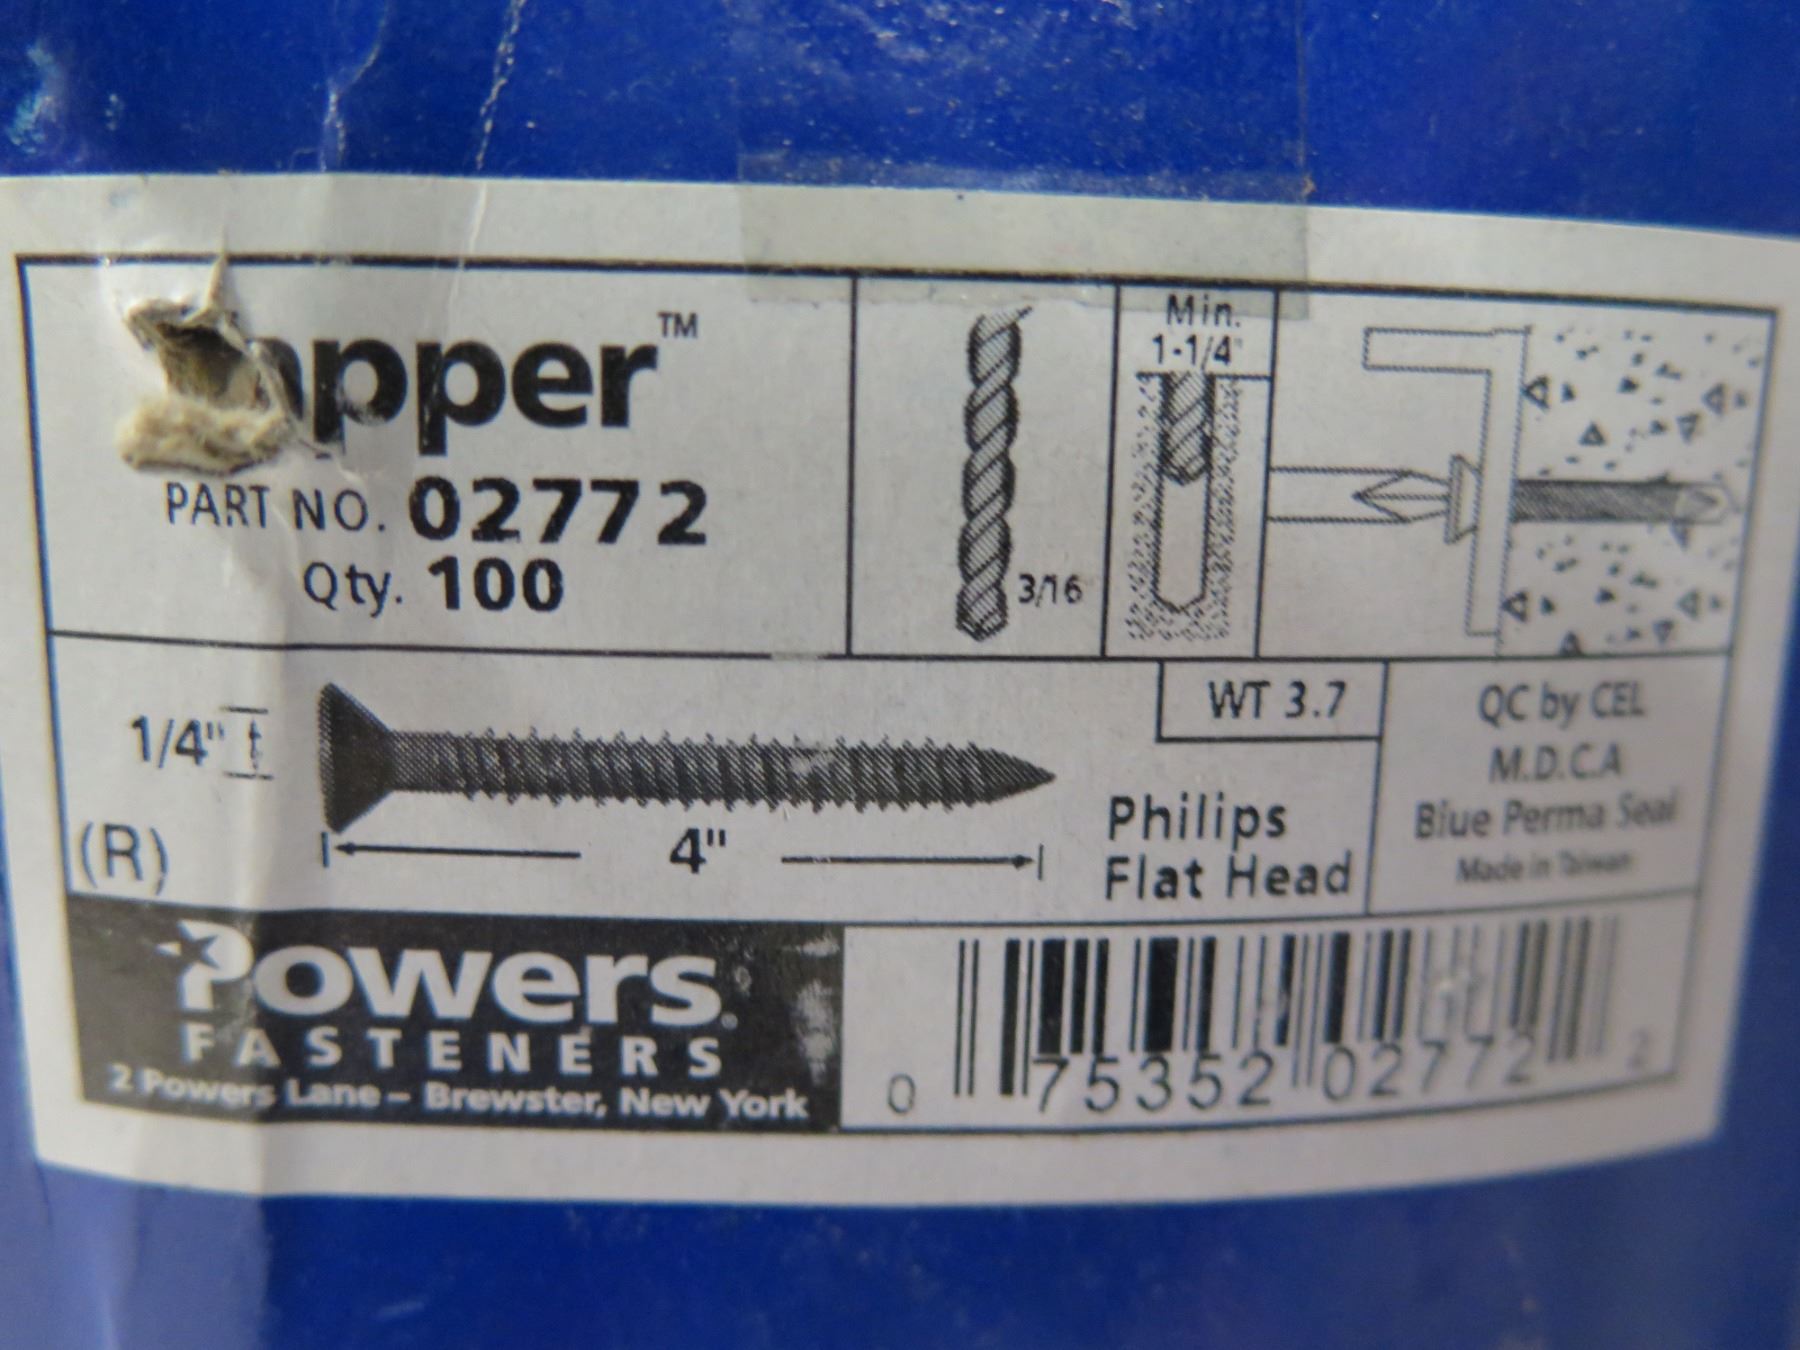 apper™
PART NO. 02772
Qty. 100
3/16
Min.
1-1/4"
1/4"
4"
(R)
WT 3.7
Philips
Flat Head
QC by CEL
M.D.C.A
Blue Perma Seal
Made in Taiwan
Powers
FASTENERS
2 Powers Lane – Brewster, New York
0 75352 02772 2